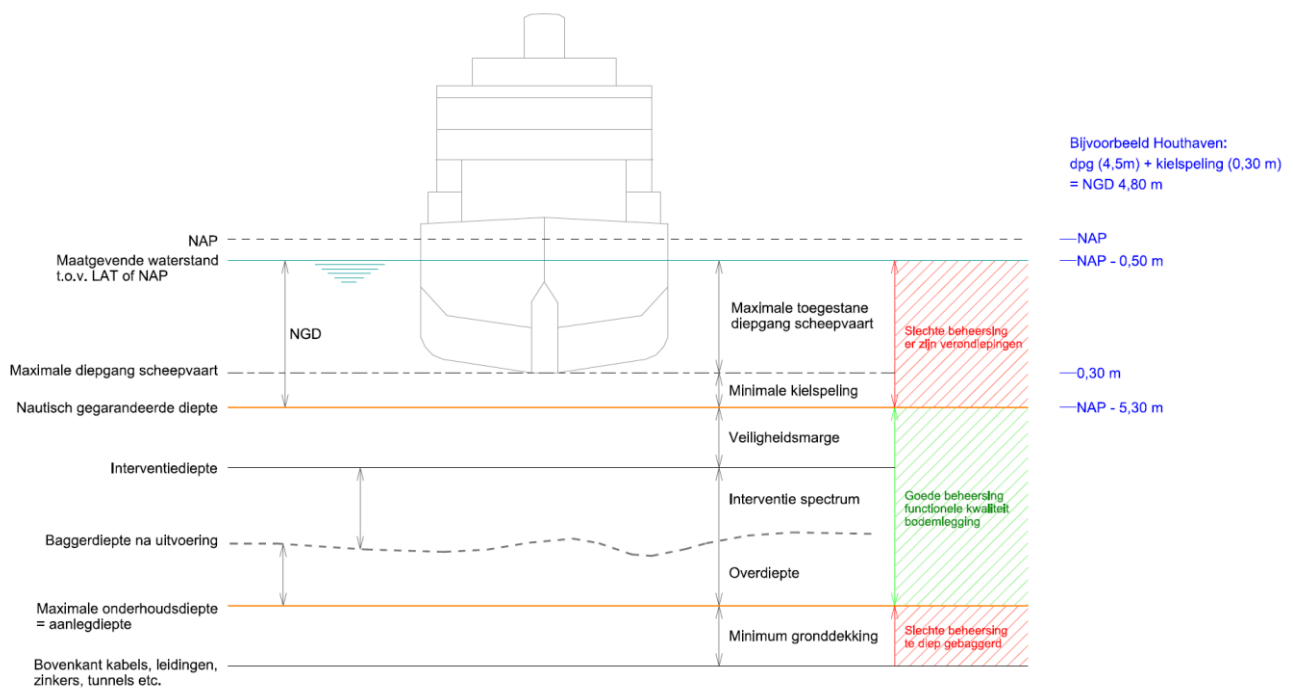 Bijvoorbeeld Houthaven:
dpg (4,5m) + kielspeling (0,30 m)
= NGD 4,80 m
NAP
NAP
Maatgevende waterstand
t.o.v. LAT of NAP
NAP - 0,50 m
NGD
Maximale toegestane
diepgang scheepvaart
Slechte beheersing
er zijn verondiepingen
Maximale diepgang scheepvaart
0,30 m
Minimale kielspeling
Nautisch gegarandeerde diepte
NAP - 5,30 m
Veiligheidsmarge
Interventiediepte
Interventie spectrum
Goede beheersing
functionele kwaliteit
bodemlegging
Baggerdiepte na uitvoering
Overdiepte
Maximale onderhoudsdiepte
= aanlegdiepte
Minimum gronddekking
Slechte beheersing
te diep gebaggerd
Bovenkant kabels, leidingen,
zinkers, tunnels etc.